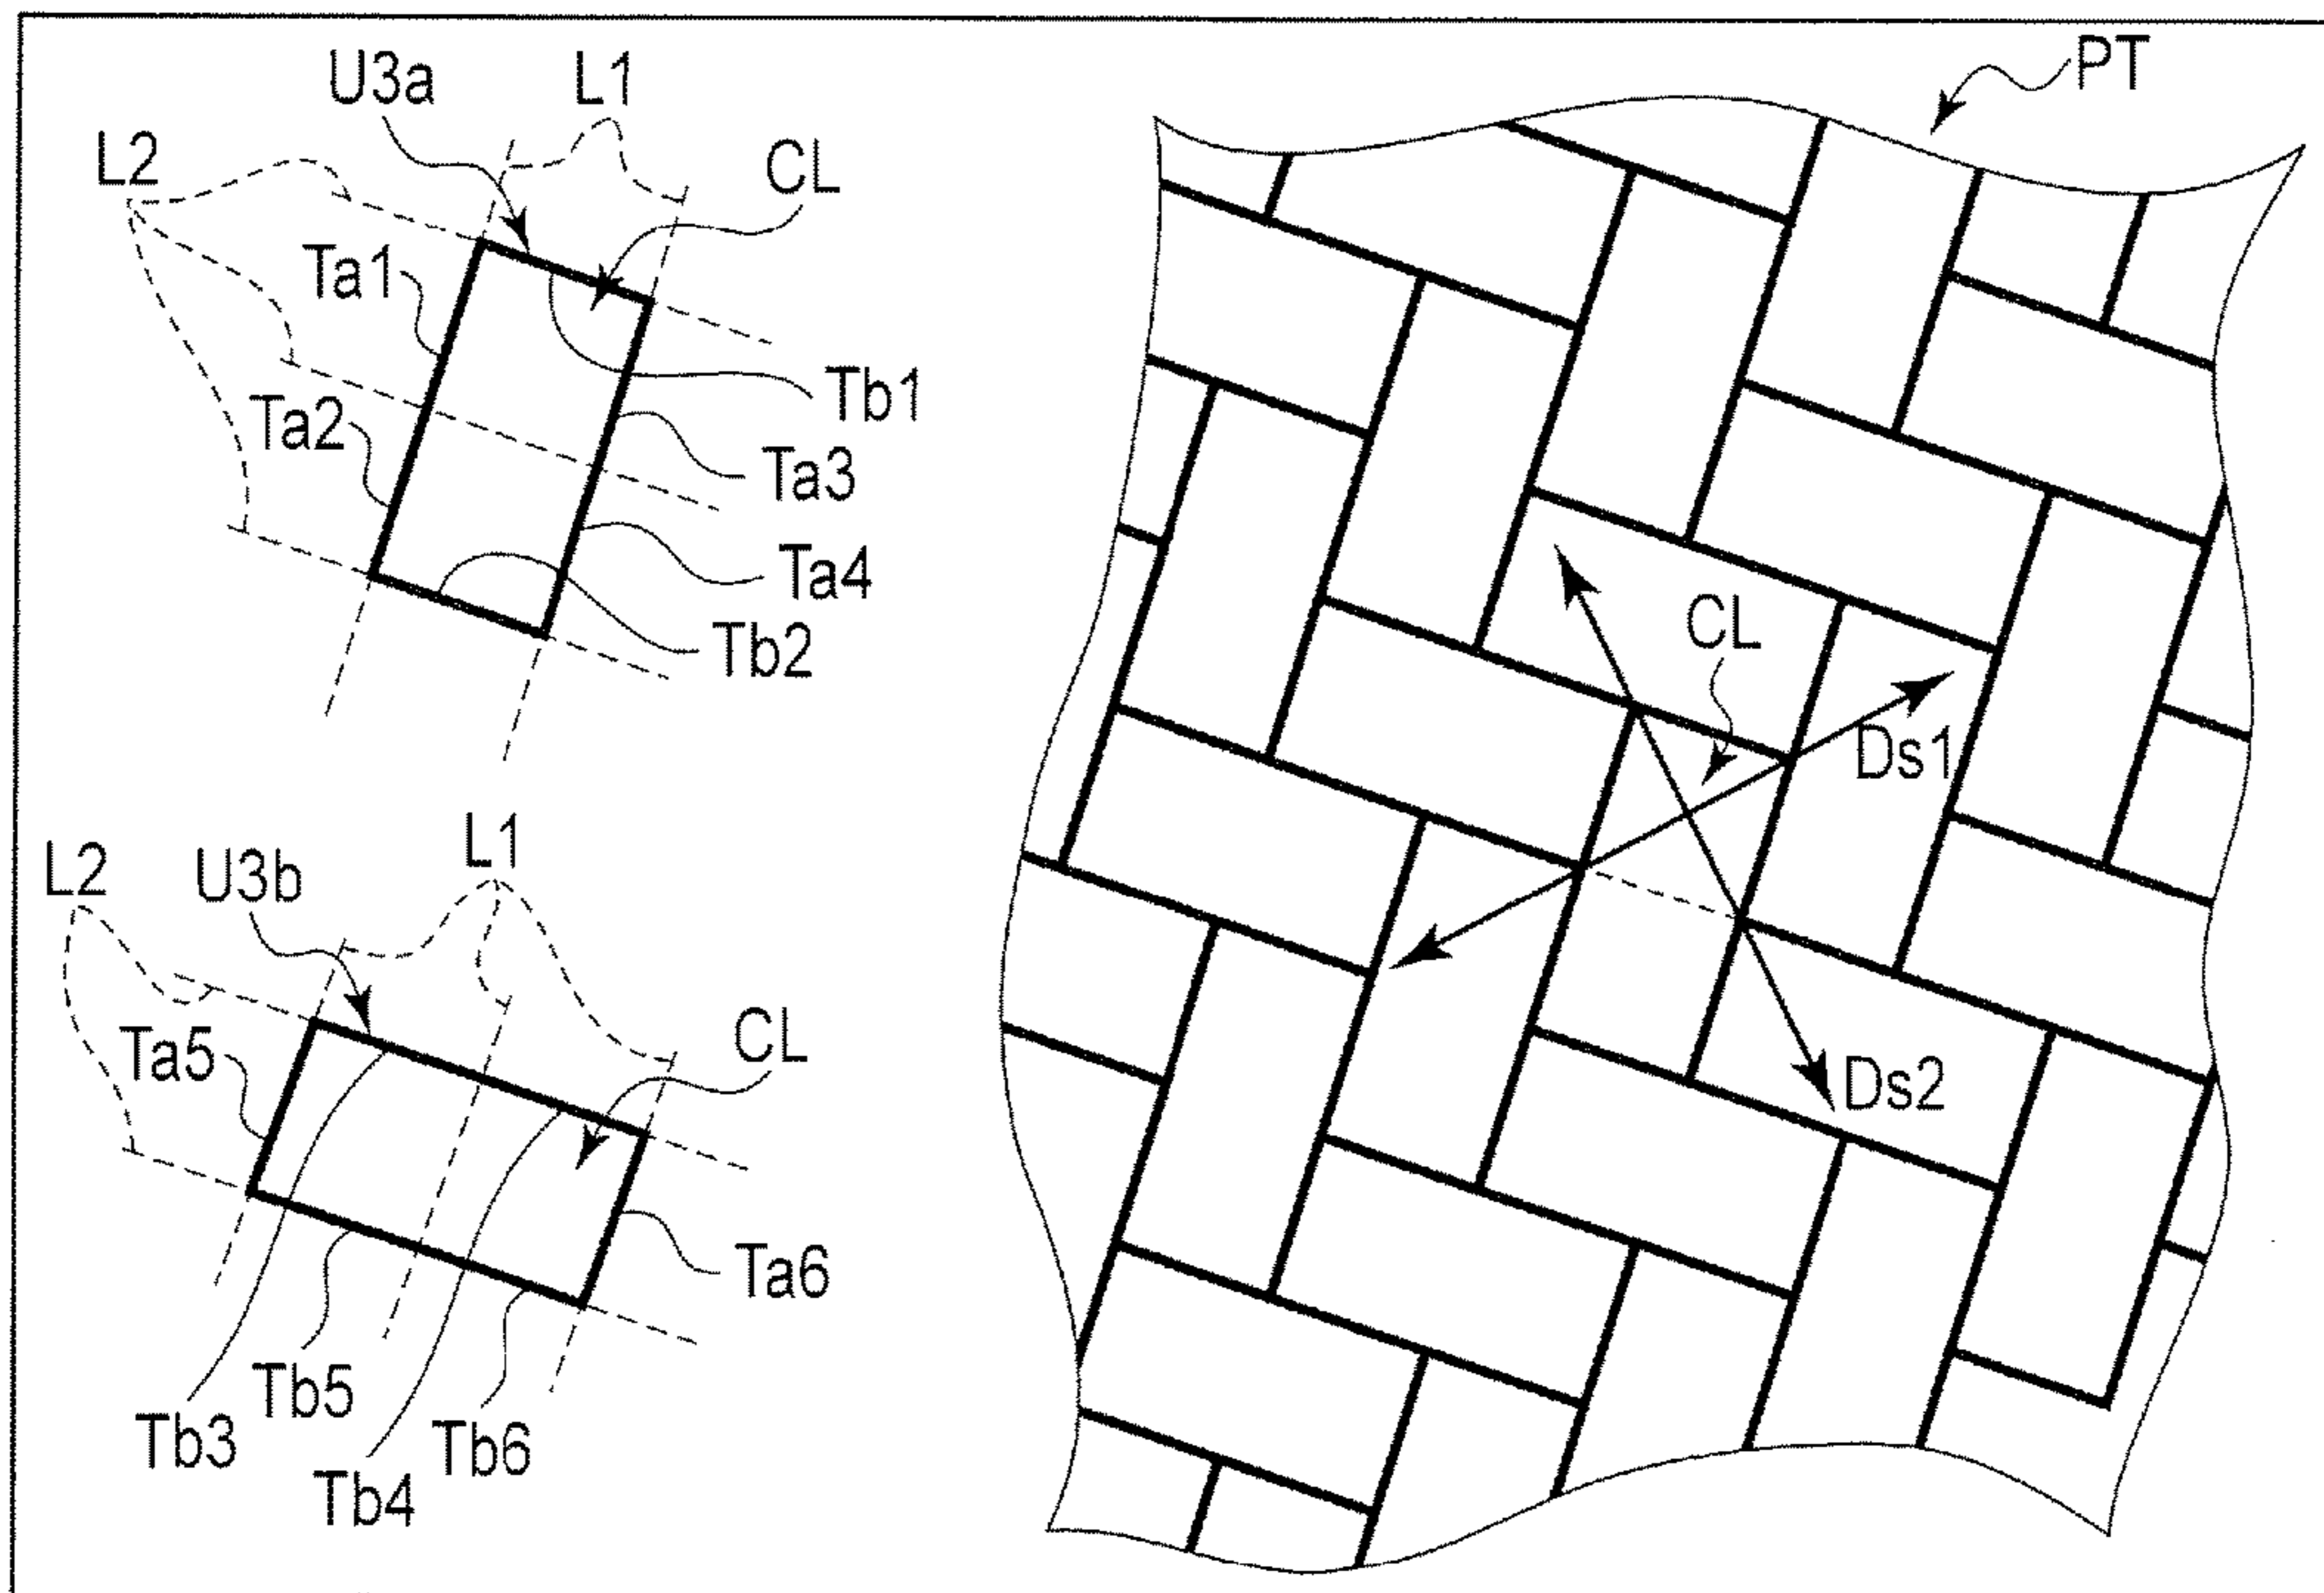 U3a
L1
PT
L2
CL
Ta1
Tb1
Ta2
Ta3
Ta4
Tb2
CL
Ds1
L1
L2
U3b
CL
Ta5
Ds2
Ta6
Tb5
Tb3
Tb6
Tb4